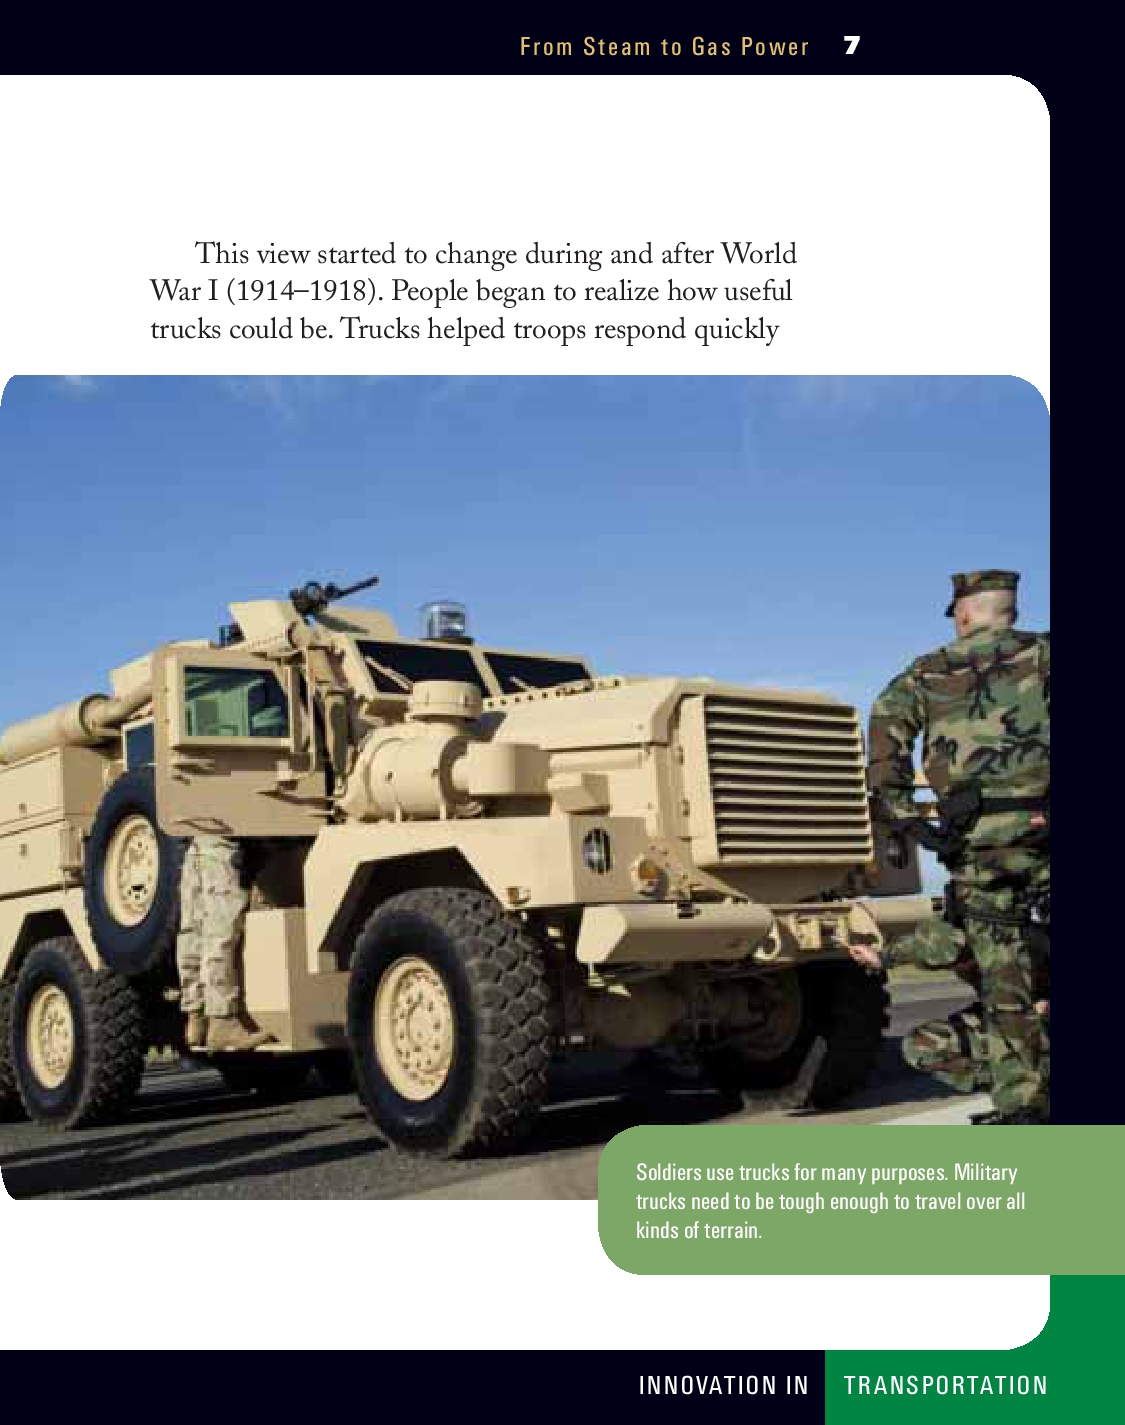 From Steam to Gas Power 7
This view started to change during and after World
War I (1914–1918). People began to realize how useful
trucks could be. Trucks helped troops respond quickly
Soldiers use trucks for many purposes. Military
trucks need to be tough enough to travel over all
kinds of terrain.
INNOVATION IN TRANSPORTATION